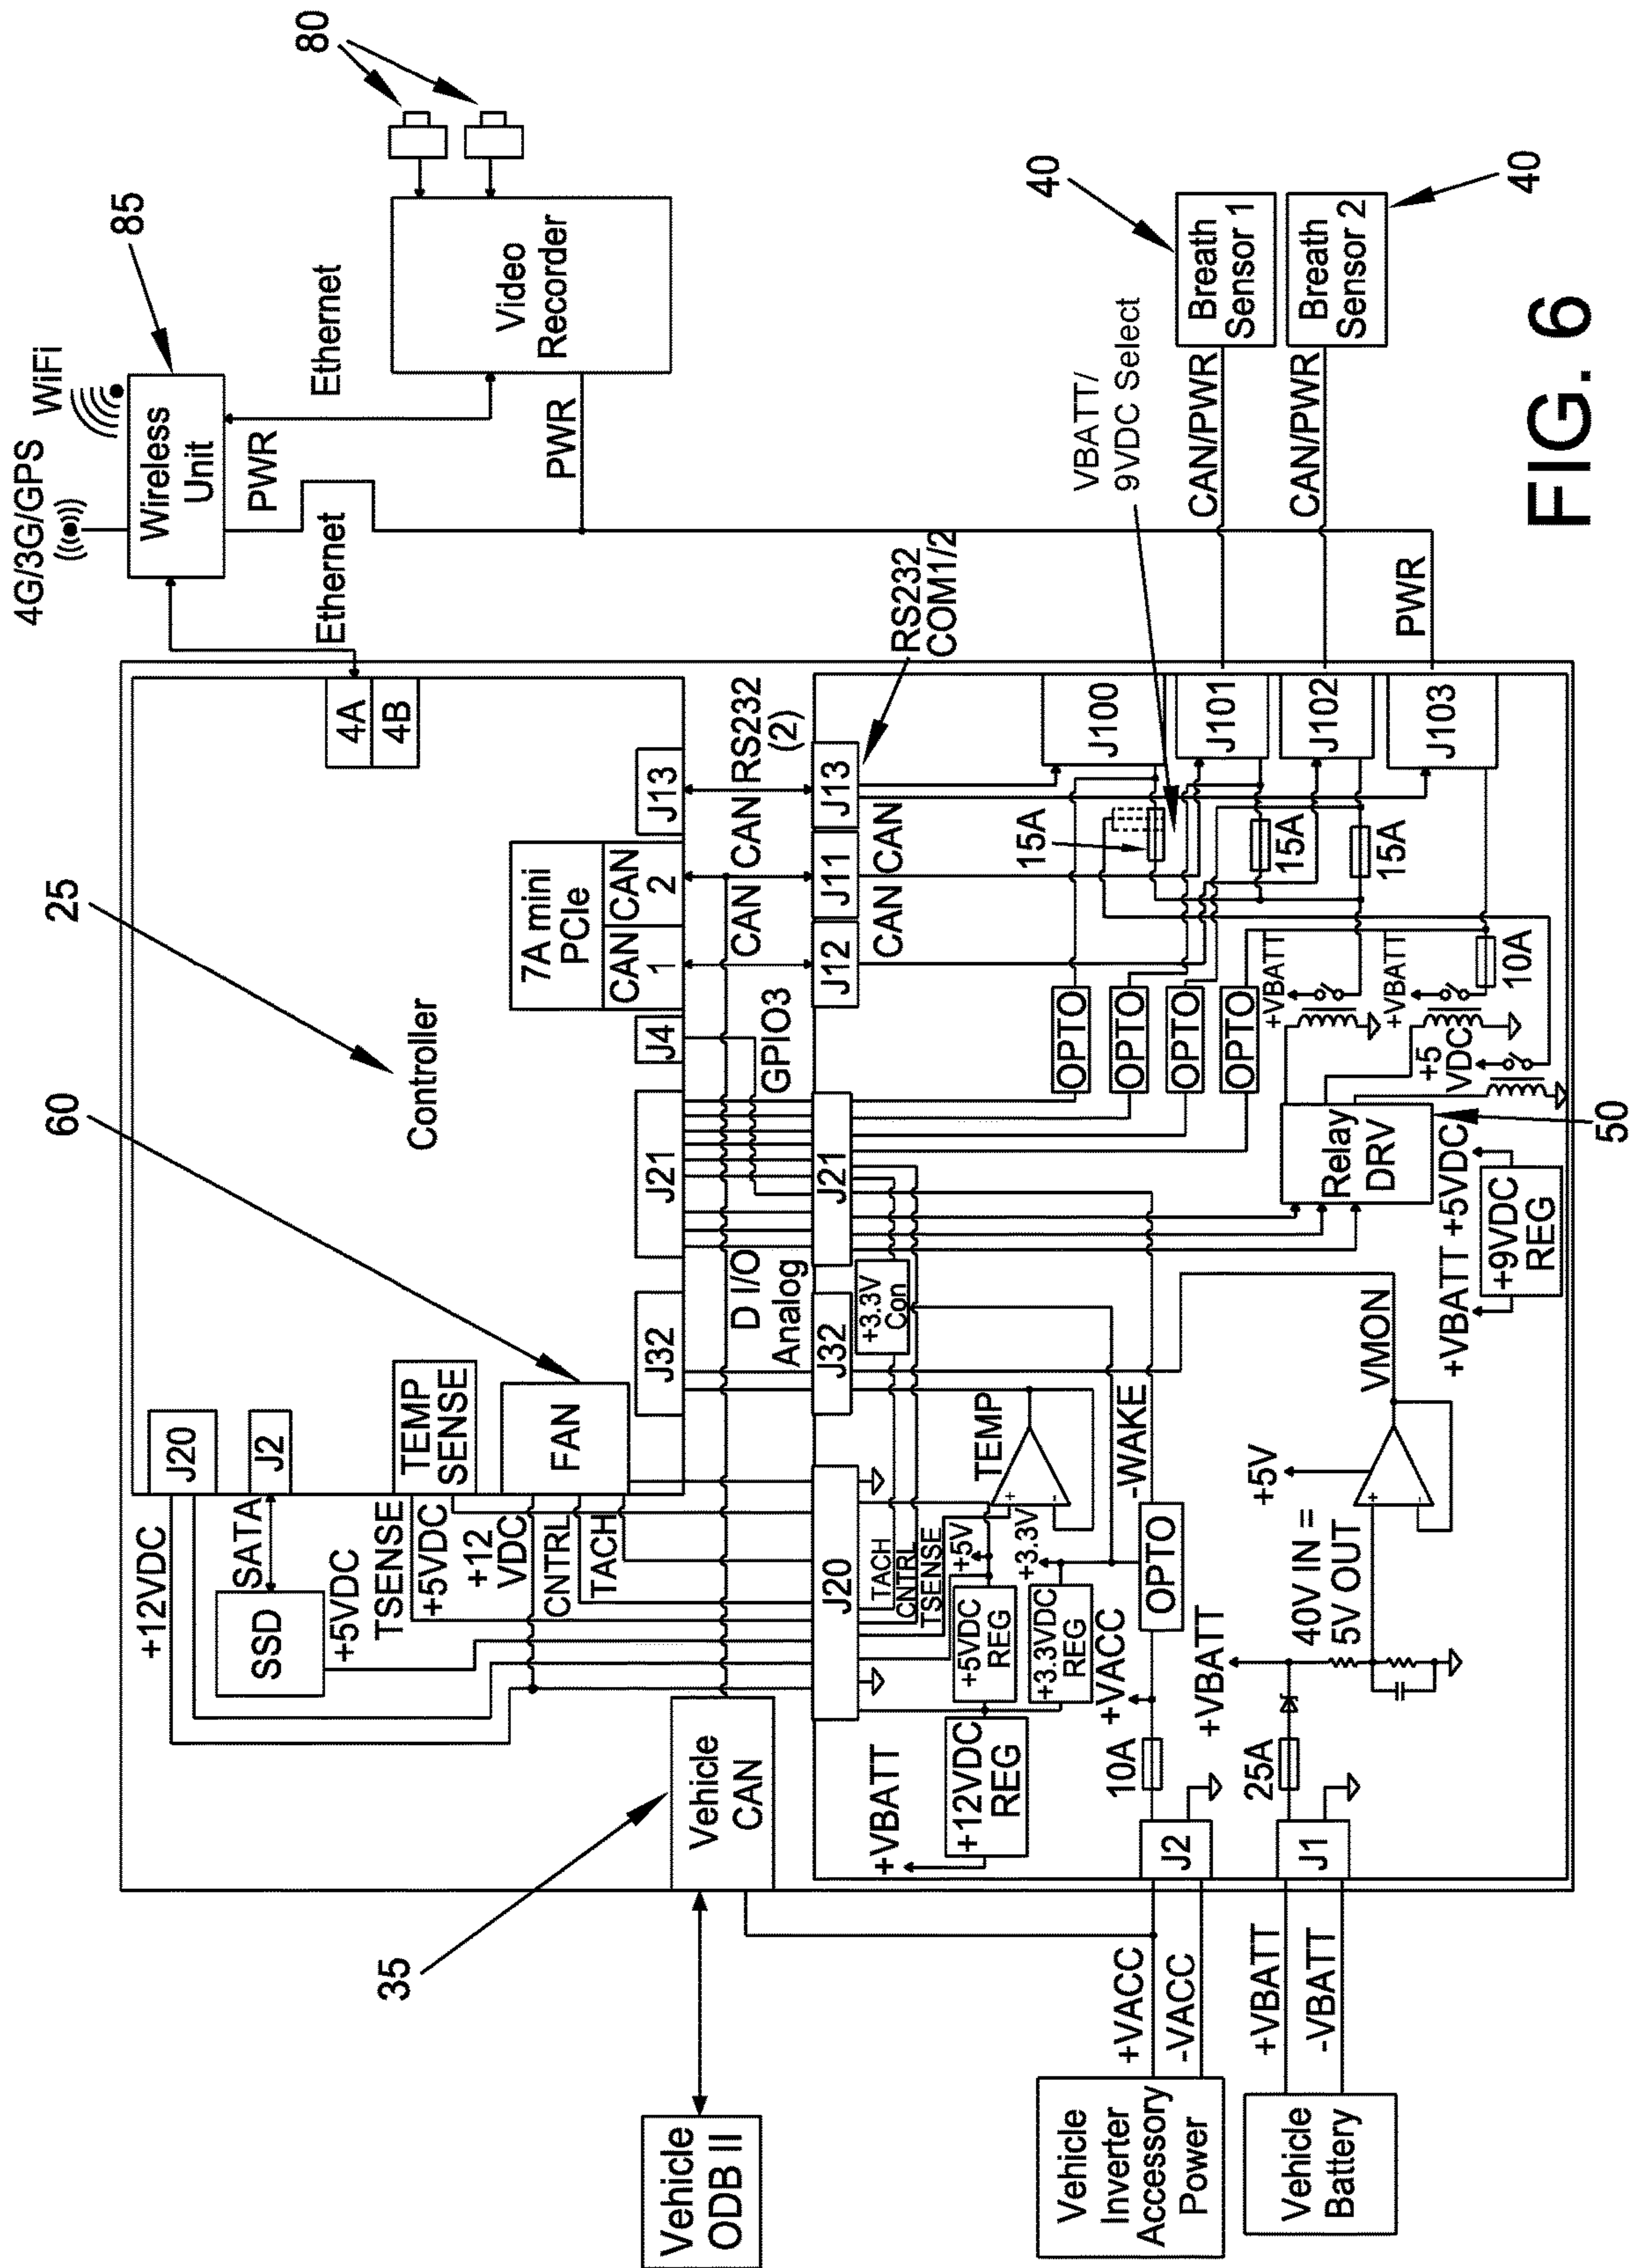 4G/3G/GPS
WiFi
85
Wireless
Unit
PWR
Ethernet
Ethernet
80
Video
Recorder
PWR
25
60
Controller
4A
4B
J20
J2
TEMP
SENSE
FAN
J32
J21
J4
7A mini
PCIe
CAN
1
CAN
2
J13
+12VDC
SATA
SSD
+5VDC
TSENSE
+5VDC
+12
VDC
CNTRL
TACH
D I/O
Analog
GPIO3
CAN
CAN
RS232
(2)
RS232
COM1/2
35
Vehicle
CAN
Vehicle
ODB II
J20
J32
J21
J12
J11
J13
CAN
CAN
+3.3V
Con
TACH
CNTRL
TSENSE
+5V
+3.3V
TEMP
+VBATT
+12VDC
REG
+5VDC
REG
+3.3VDC
REG
+VACC
10A
OPTO
-WAKE
OPTO
OPTO
OPTO
OPTO
15A
15A
15A
10A
J100
J101
J102
J103
VBATT/
9VDC Select
40
Breath
Sensor 1
Breath
Sensor 2
40
CAN/PWR
CAN/PWR
PWR
+VBATT
+VBATT
+5
VDC
Relay
DRV
50
+VBATT
+5VDC
+9VDC
REG
VMON
+5V
40V IN =
5V OUT
+VBATT
25A
J2
J1
+VACC
-VACC
+VBATT
-VBATT
Vehicle
Inverter
Accessory
Power
Vehicle
Battery
FIG. 6